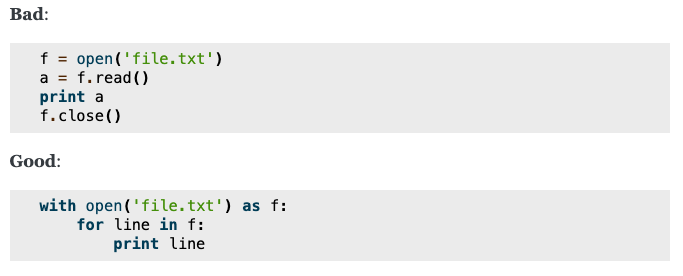 Bad:
f = open('file.txt')
a = f.read()
print a
f.close()
Good:
with open('file.txt') as f:
    for line in f:
        print line